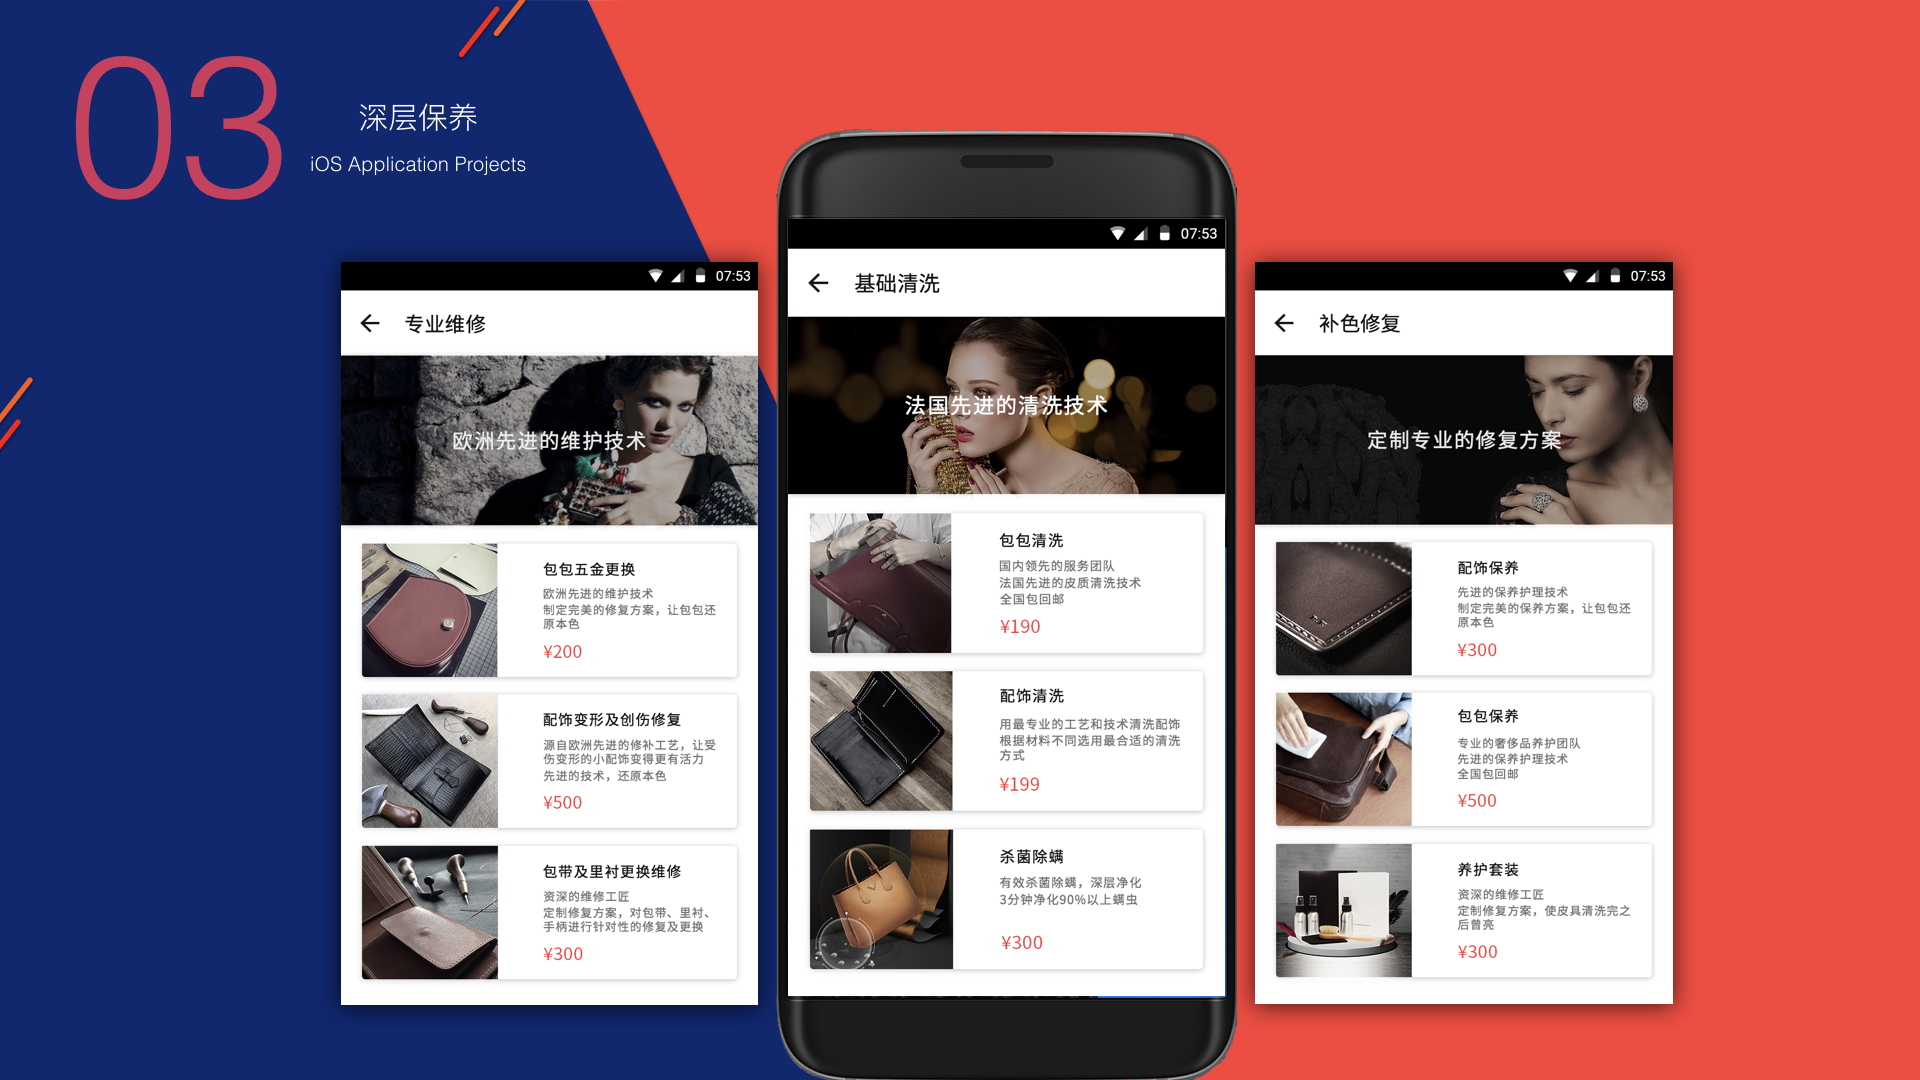 03
深层保养
iOS Application Projects
07:53
专业维修
欧洲先进的维护技术
包包五金更换
欧洲先进的维护技术
制定完美的修复方案，让包包还
原本色
¥200
配饰变形及创伤修复
源自欧洲先进的修补工艺，让受
伤变形的小配饰变得更有活力
先进的技术，还原本色
¥500
包带及里衬更换维修
资深的维修工匠
定制修复方案，对包带、里衬、
手柄进行针对性的修复及更换
¥300
07:53
基础清洗
法国先进的清洗技术
包包清洗
国内领先的服务团队
法国先进的皮质清洗技术
全国包回邮
¥190
配饰清洗
用最专业的工艺和技术清洗配饰
根据材料不同选用最合适的清洗
方式
¥199
杀菌除螨
有效杀菌除螨，深层净化
3分钟净化90%以上螨虫
¥300
07:53
补色修复
定制专业的修复方案
配饰保养
先进的保养护理技术
制定完美的保养方案，让包包还
原本色
¥300
包包保养
专业的奢侈品养护团队
先进的保养护理技术
全国包回邮
¥500
养护套装
资深的维修工匠
定制修复方案，使皮具清洗完之
后曾亮
¥300